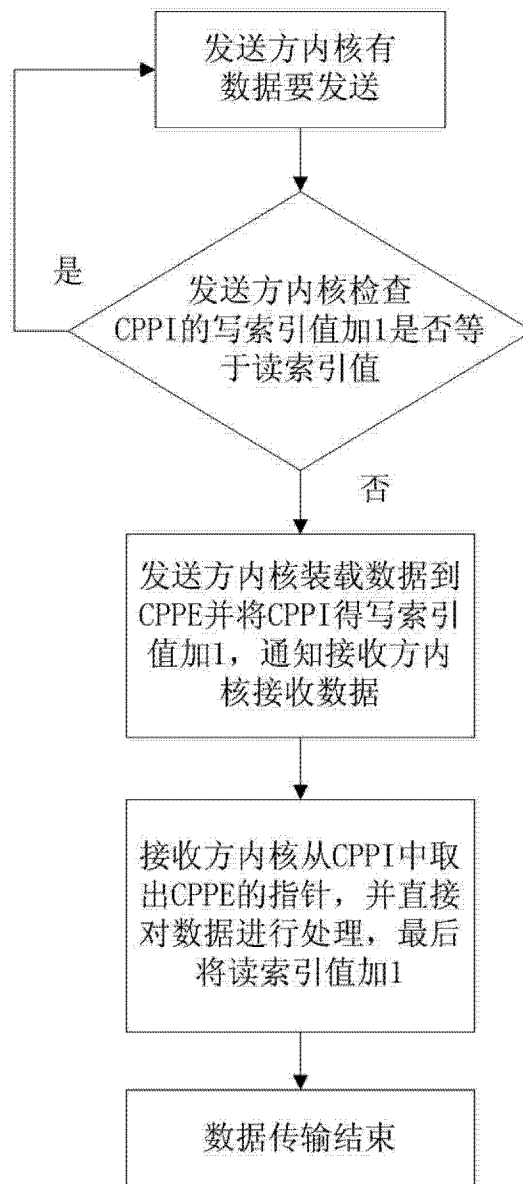 发送方内核有
数据要发送
是
发送方内核检查
CPPI的写索引值加1是否等
于读索引值
否
发送方内核装载数据到
CPPE并将CPPI得写索引
值加1，通知接收方内
核接收数据
接收方内核从CPPI中取
出CPPE的指针，并直接
对数据进行处理，最后
将读索引值加1
数据传输结束